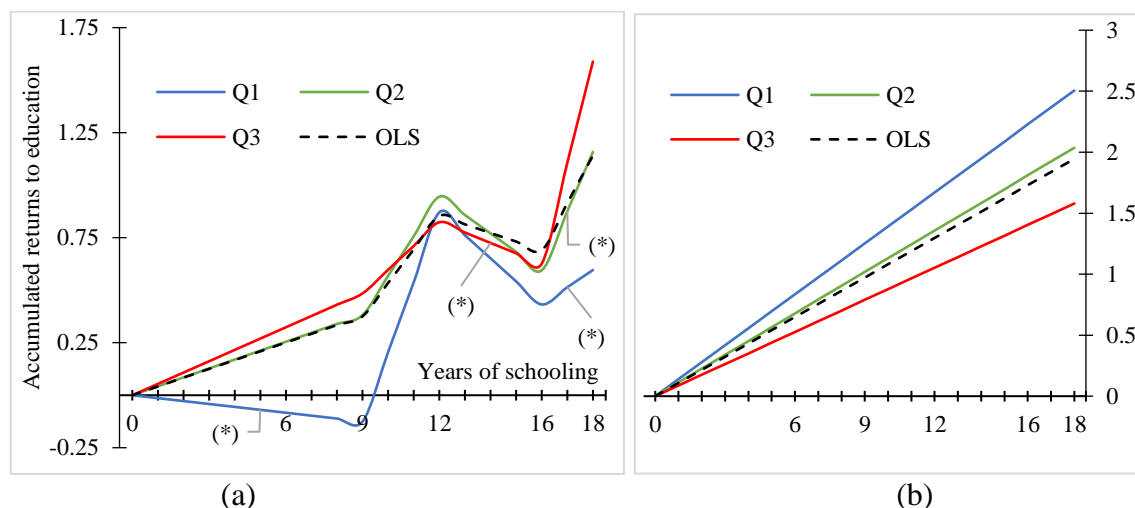 1.75
1.25
0.75
0.25
-0.25
Accumulated returns to education
Q1
Q2
Q3
OLS
(*)
(*)
(*)
(*)
Years of schooling
0
6
9
12
16
18
(a)
3
2.5
2
1.5
1
0.5
0
Q1
Q2
Q3
OLS
0
6
9
12
16
18
(b)